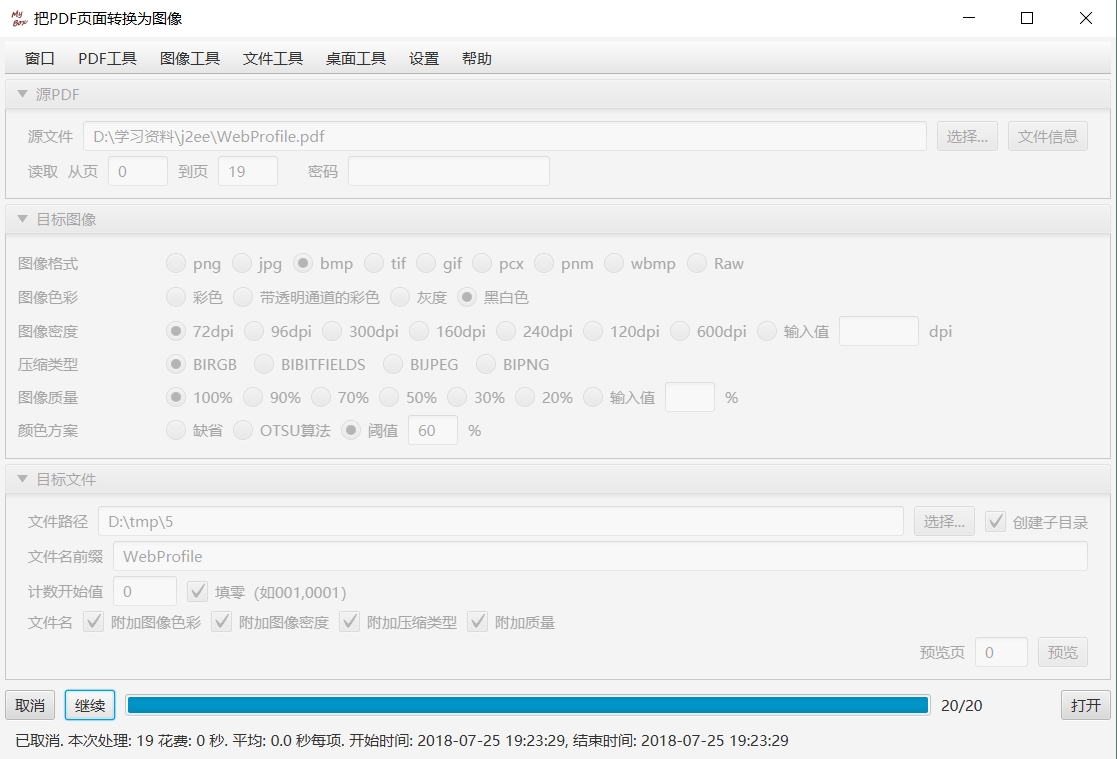 My Box 把PDF页面转换为图像
窗口 PDF工具 图像工具 文件工具 桌面工具 设置 帮助
源PDF
源文件 D:\学习资料\j2ee\WebProfile.pdf 选择... 文件信息
读取 从页 0 到页 19 密码
目标图像
图像格式 png jpg bmp tif gif pcx pnm wbmp Raw
图像色彩 彩色 带透明通道的彩色 灰度 黑白色
图像密度 72dpi 96dpi 300dpi 160dpi 240dpi 120dpi 600dpi 输入值 dpi
压缩类型 BIRGB BIBITFIELDS BIJPEG BIPNG
图像质量 100% 90% 70% 50% 30% 20% 输入值 %
颜色方案 缺省 OTSU算法 阈值 60 %
目标文件
文件路径 D:\tmp\5 选择... 创建子目录
文件名前缀 WebProfile
计数开始值 0 填零 (如001,0001)
文件名 附加图像色彩 附加图像密度 附加压缩类型 附加质量
预览页 0 预览
取消 继续 20/20 打开
已取消. 本次处理: 19 花费: 0 秒. 平均: 0.0 秒每项. 开始时间: 2018-07-25 19:23:29, 结束时间: 2018-07-25 19:23:29